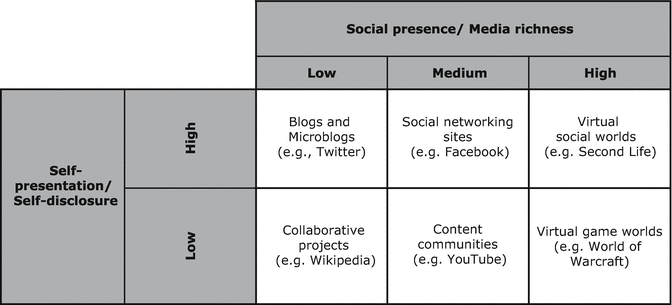 Social presence/ Media richness
Low
Medium
High
Self-
presentation/
Self-disclosure
High
Blogs and
Microblogs
(e.g., Twitter)
Social networking
sites
(e.g. Facebook)
Virtual
social worlds
(e.g. Second Life)
Low
Collaborative
projects
(e.g. Wikipedia)
Content
communities
(e.g. YouTube)
Virtual game worlds
(e.g. World of
Warcraft)